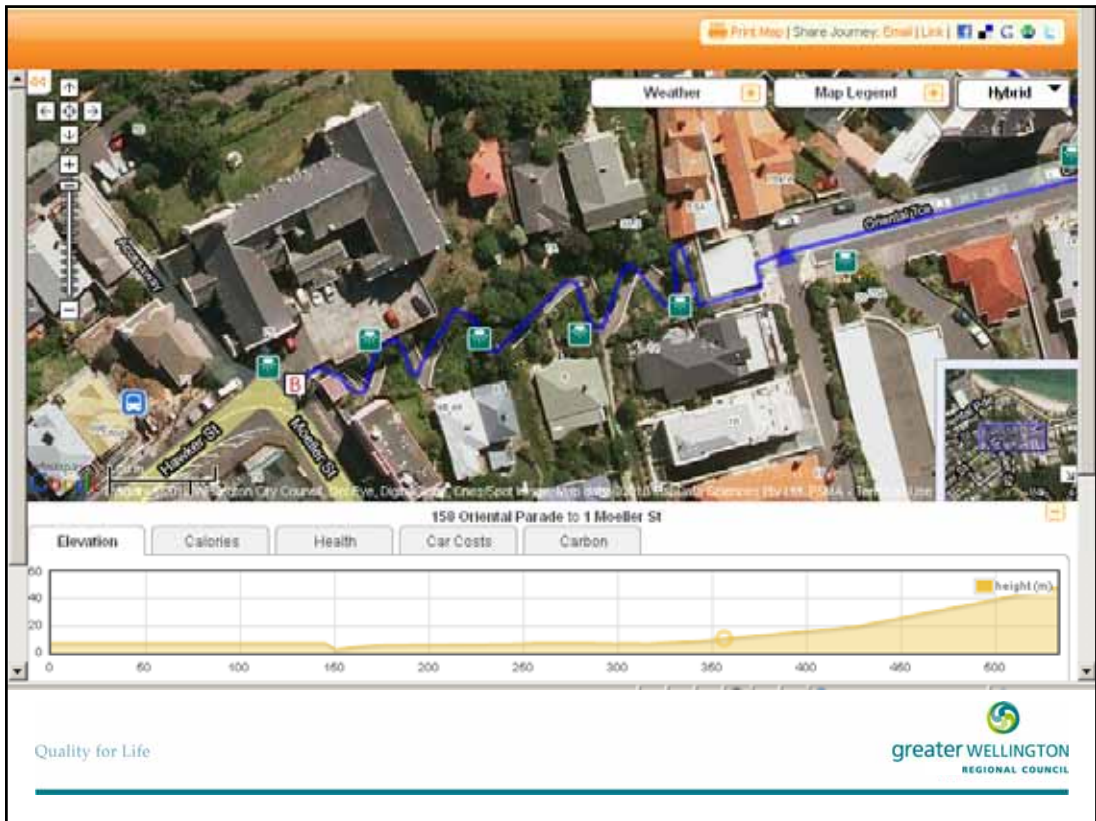 Print Map | Share Journey: Email | Link |
Weather
Map Legend
Hybrid
Oriental Tce
Hawker St
Moeller St
B
158 Oriental Parade to 1 Moeller St
Elevation
Calories
Health
Car Costs
Carbon
60
40
20
0
height (m)
0
50
100
150
200
250
300
350
400
450
500
Quality for Life
greater WELLINGTON
REGIONAL COUNCIL